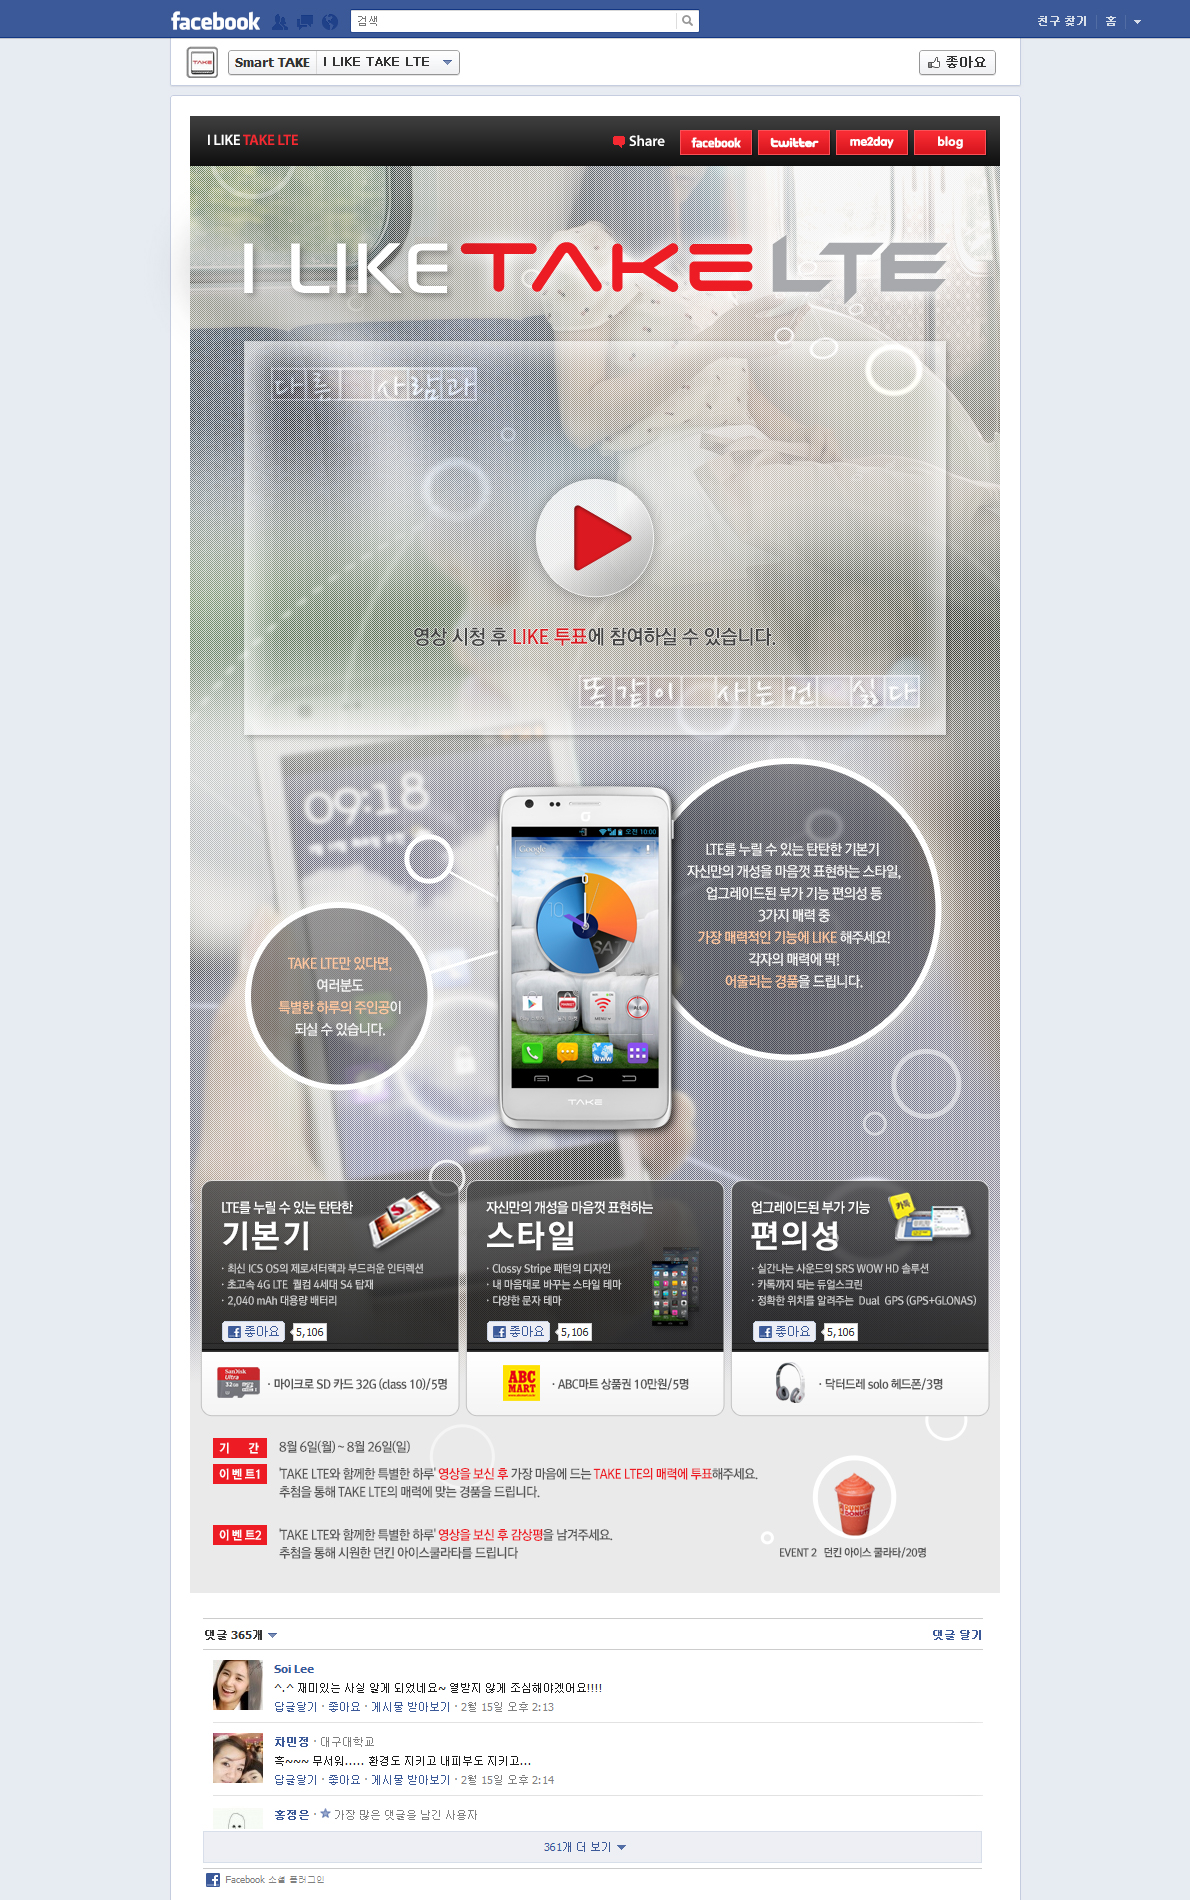 facebook
검색
친구 찾기
홈
Smart TAKE
I LIKE TAKE LTE
좋아요
I LIKE TAKE LTE
Share
facebook
twitter
me2day
blog
I LIKE TAKE LTE
다른 사람과
영상 시청 후 LIKE 투표에 참여하실 수 있습니다.
똑같이 사는건 싫다
09:18
오전 10:00
Google
TAKE
TAKE LTE만 있다면,
여러분도
특별한 하루의 주인공이
되실 수 있습니다.
LTE를 누릴 수 있는 탄탄한 기본기
자신만의 개성을 마음껏 표현하는 스타일,
업그레이드된 부가 기능 편의성 등
3가지 매력 중
가장 매력적인 기능에 LIKE 해주세요!
각자의 매력에 딱!
어울리는 경품을 드립니다.
LTE를 누릴 수 있는 탄탄한
기본기
· 최신 ICS OS의 제로셔터랙과 부드러운 인터렉션
· 초고속 4G LTE 퀄컴 4세대 S4 탑재
· 2,040 mAh 대용량 배터리
좋아요
5,106
SanDisk
Ultra
32GB
· 마이크로 SD 카드 32G (class 10)/5명
자신만의 개성을 마음껏 표현하는
스타일
· Clossy Stripe 패턴의 디자인
· 내 마음대로 바꾸는 스타일 테마
· 다양한 문자 테마
좋아요
5,106
ABC
MART
· ABC마트 상품권 10만원/5명
업그레이드된 부가 기능
편의성
카톡
· 실간나는 사운드의 SRS WOW HD 솔루션
· 카톡까지 되는 듀얼스크린
· 정확한 위치를 알려주는 Dual GPS (GPS+GLONAS)
좋아요
5,106
· 닥터드레 solo 헤드폰/3명
기 간
8월 6일(월) ~ 8월 26일(일)
이벤트1
'TAKE LTE와 함께한 특별한 하루' 영상을 보신 후 가장 마음에 드는 TAKE LTE의 매력에 투표해주세요.
추첨을 통해 TAKE LTE의 매력에 맞는 경품을 드립니다.
이벤트2
'TAKE LTE와 함께한 특별한 하루' 영상을 보신 후 감상평을 남겨주세요.
추첨을 통해 시원한 던킨 아이스쿨라타를 드립니다
EVENT 2 던킨 아이스 쿨라타/20명
댓글 365개
댓글 달기
Soi Lee
^.^ 재미있는 사실 알게 되었네요~ 열받지 않게 조심해야겠어요!!!!
답글달기 · 좋아요 · 게시물 받아보기 · 2월 15일 오후 2:13
차민정 · 대구대학교
혹~~~ 무서워..... 환경도 지키고 내피부도 지키고...
답글달기 · 좋아요 · 게시물 받아보기 · 2월 15일 오후 2:14
홍정은 · 가장 많은 댓글을 남긴 사용자
361개 더 보기
Facebook 소셜 플러그인